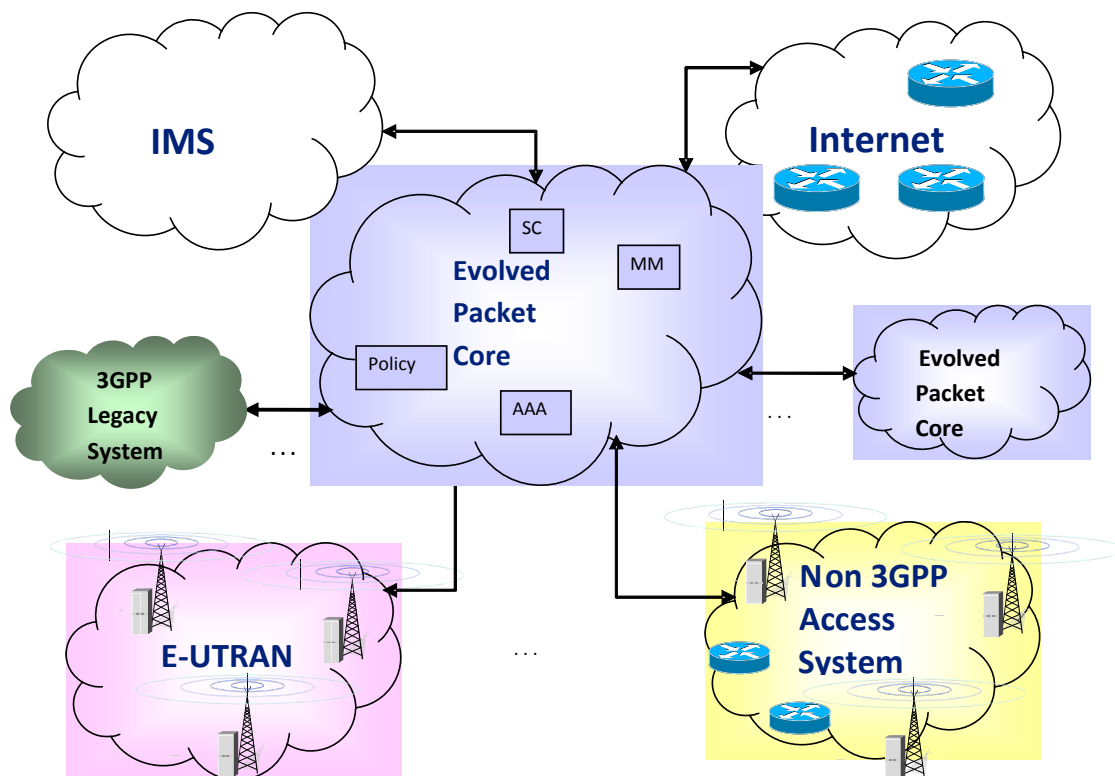 IMS
Internet
SC
Evolved
Packet
Core
MM
Policy
AAA
3GPP
Legacy
System
...
Evolved
Packet
Core
...
E-UTRAN
...
Non 3GPP
Access
System